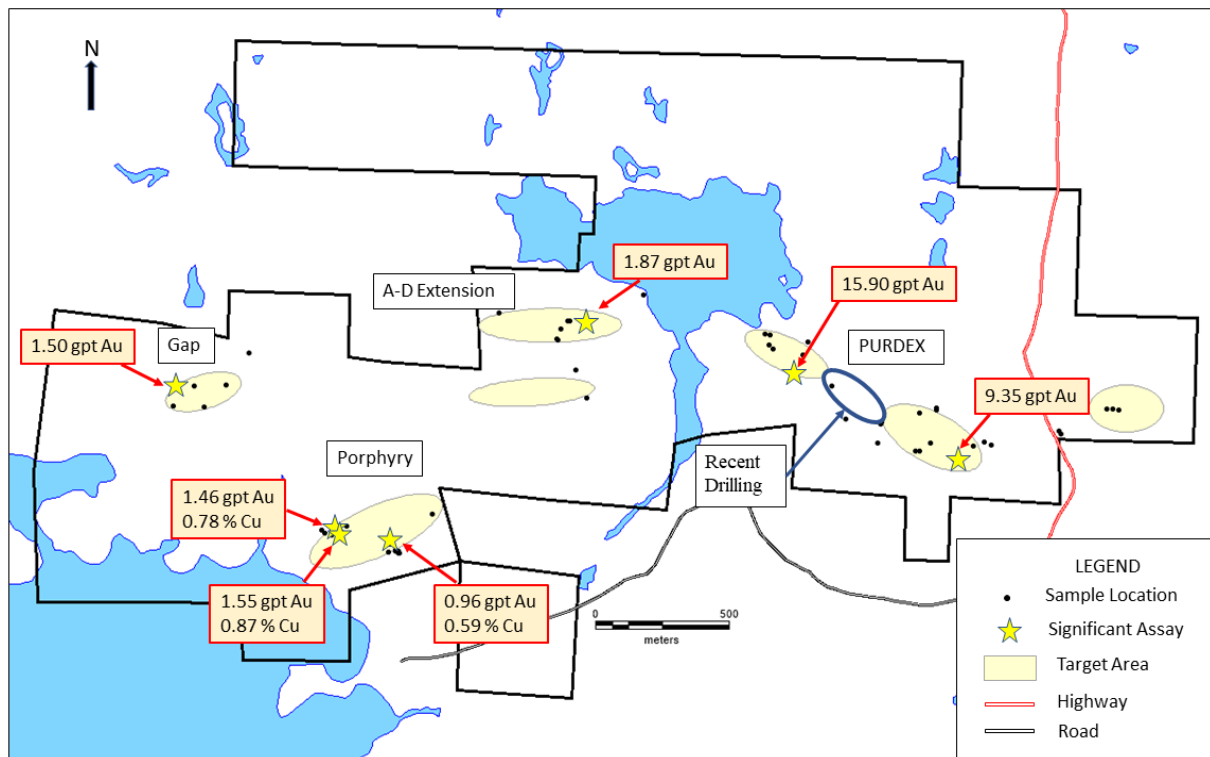 N
1.87 gpt Au
A-D Extension
15.90 gpt Au
Gap
1.50 gpt Au
PURDEX
9.35 gpt Au
Porphyry
Recent
Drilling
1.46 gpt Au
0.78 % Cu
1.55 gpt Au
0.87 % Cu
0.96 gpt Au
0.59 % Cu
0
500
meters
LEGEND
Sample Location
Significant Assay
Target Area
Highway
Road